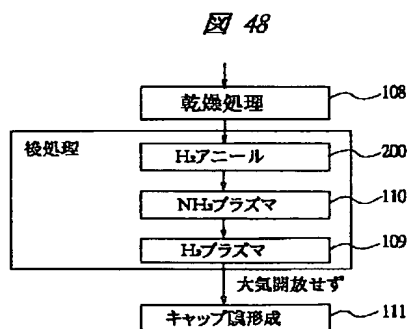 図 48
乾燥処理
108
後処理
H₂アニール
200
NH₃プラズマ
110
H₂プラズマ
109
大気開放せず
キャップ膜形成
111